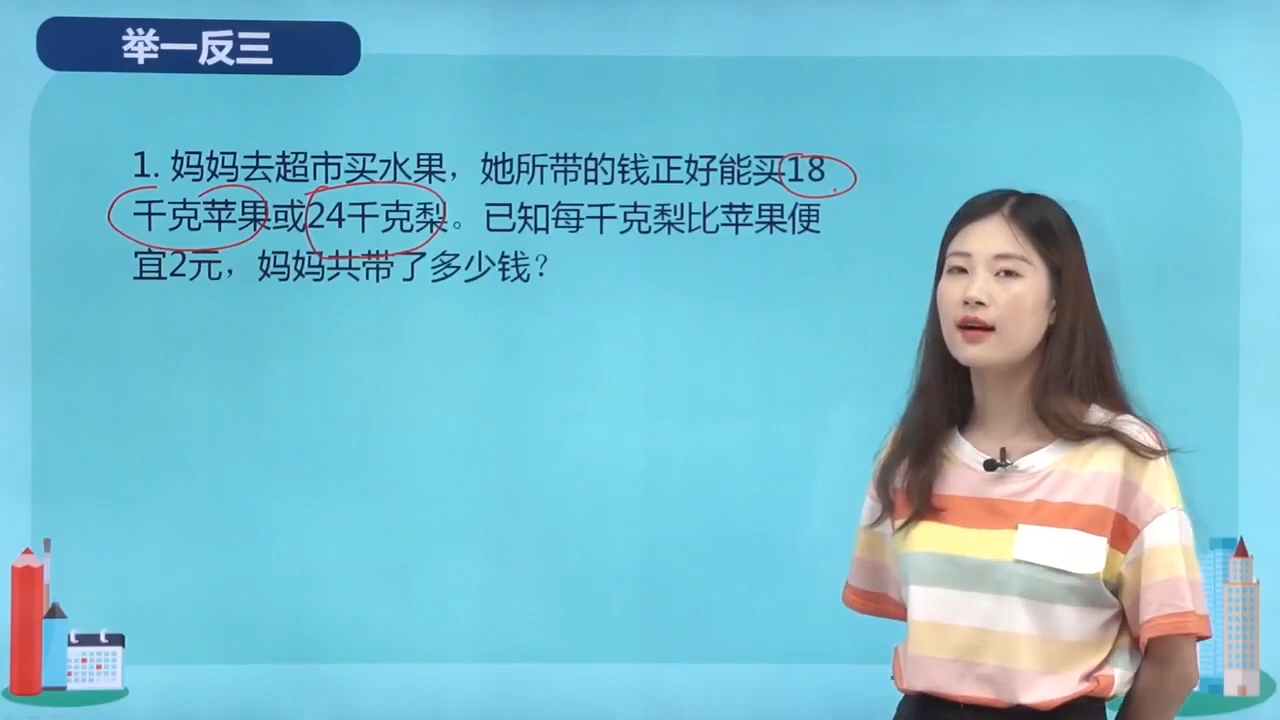 举一反三
1. 妈妈去超市买水果，她所带的钱正好能买18
千克苹果或24千克梨。已知每千克梨比苹果便
宜2元，妈妈共带了多少钱？